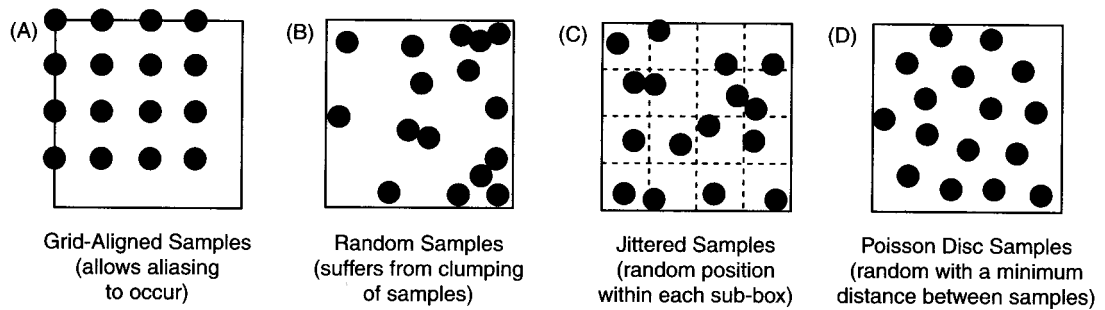 (A)
Grid-Aligned Samples
(allows aliasing
to occur)
(B)
Random Samples
(suffers from clumping
of samples)
(C)
Jittered Samples
(random position
within each sub-box)
(D)
Poisson Disc Samples
(random with a minimum
distance between samples)